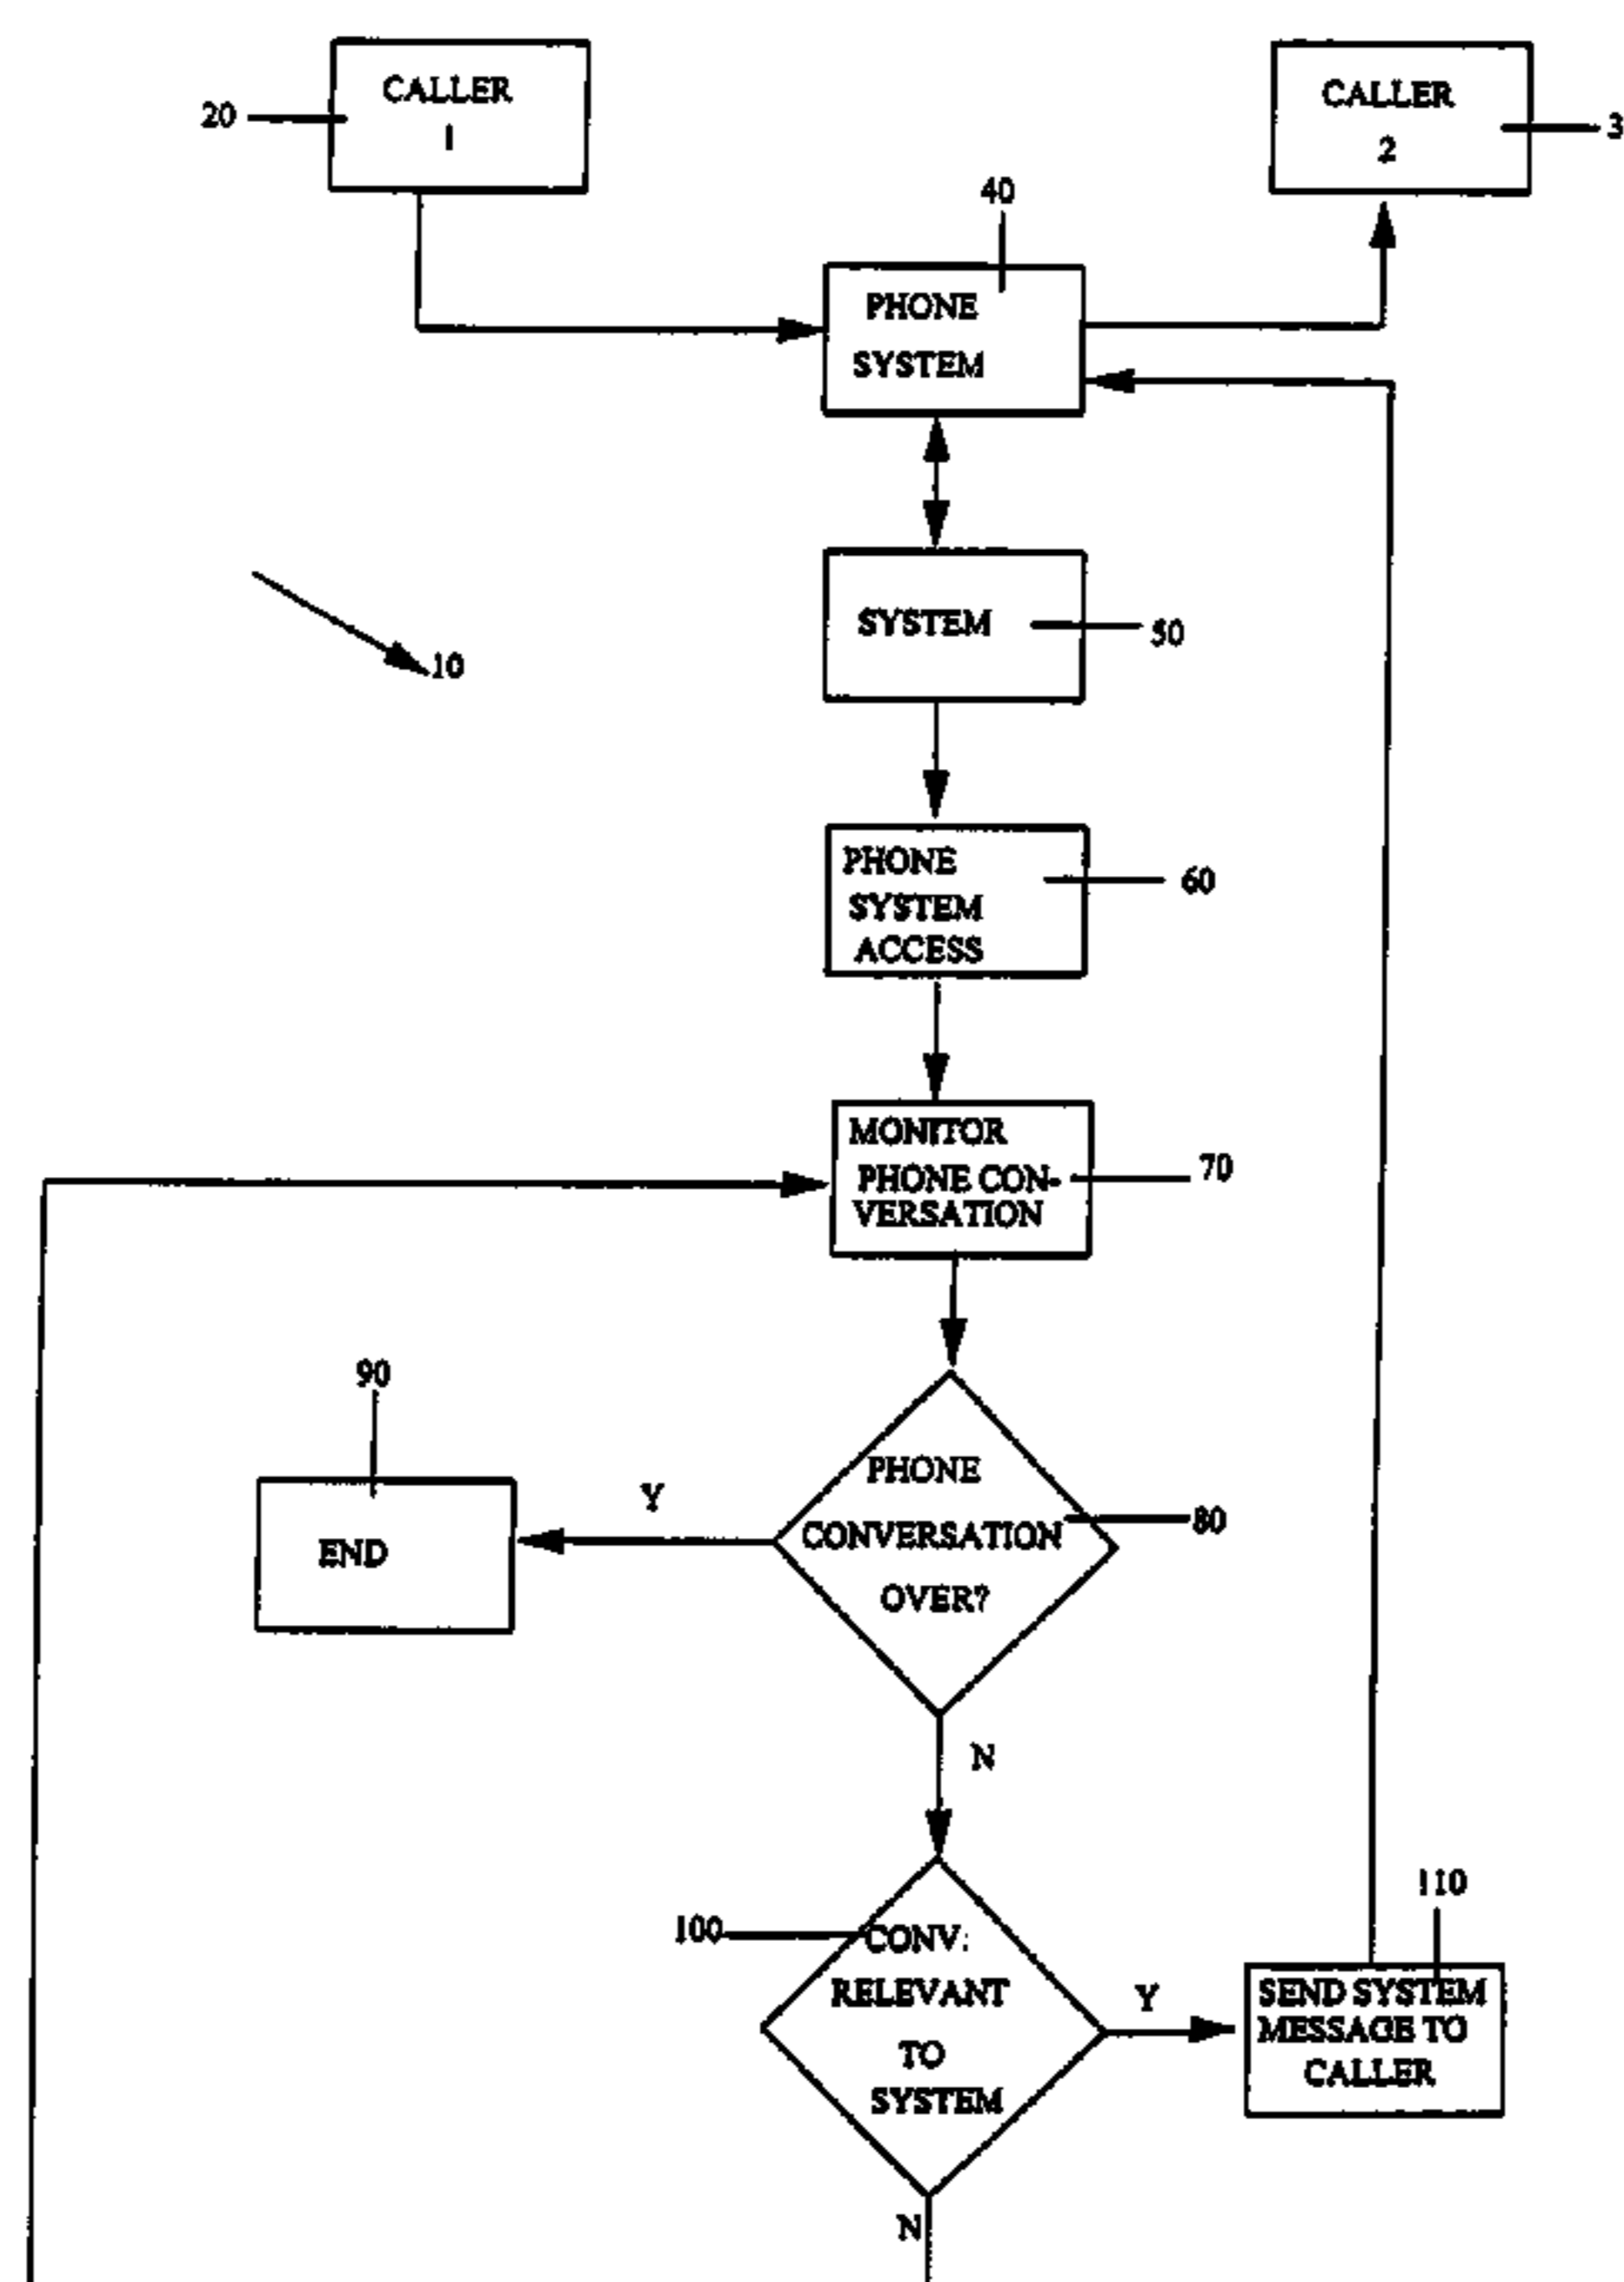 CALLER
1
20
CALLER
2
3
40
PHONE
SYSTEM
SYSTEM
50
10
PHONE
SYSTEM
ACCESS
60
MONITOR
PHONE CON-
VERSATION
70
90
END
Y
PHONE
CONVERSATION
OVER?
80
N
100
CONV:
RELEVANT
TO
SYSTEM
Y
110
SEND SYSTEM
MESSAGE TO
CALLER
N